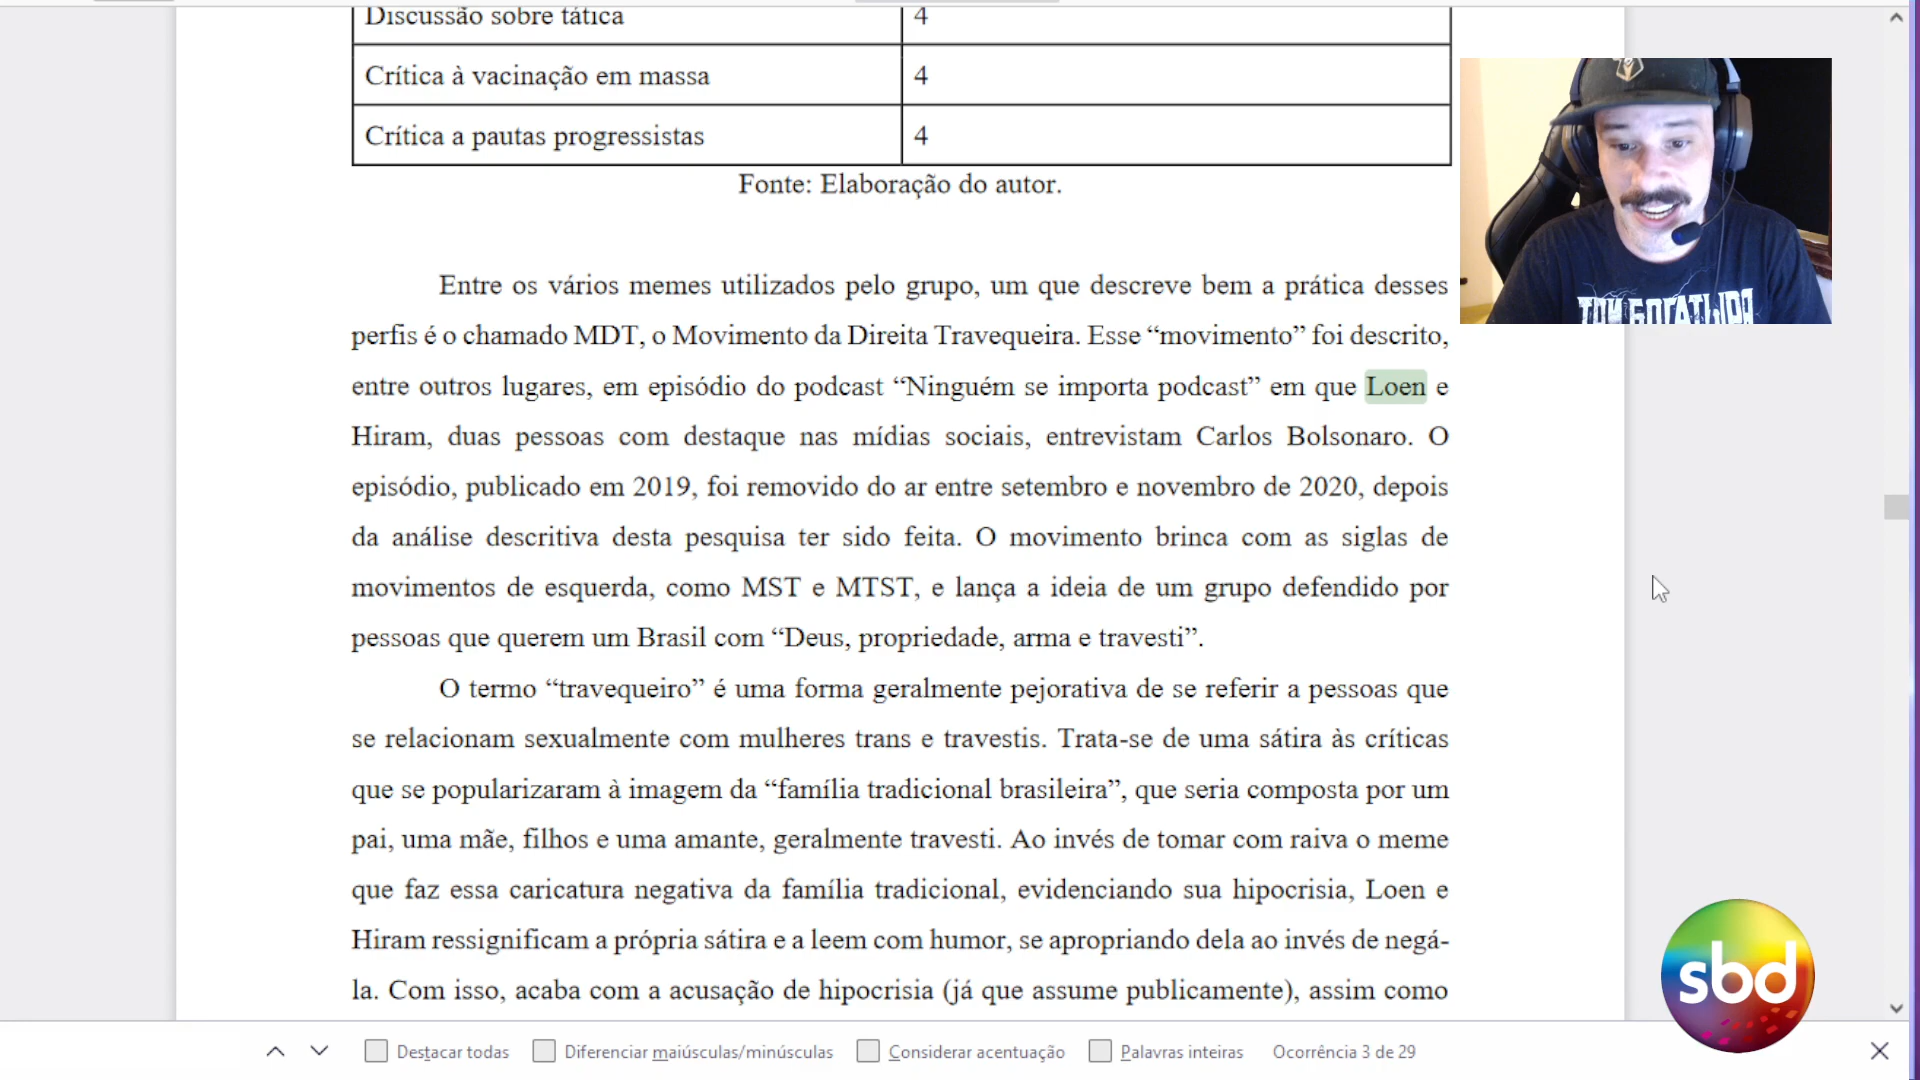 Discussão sobre tática 4
Crítica à vacinação em massa 4
Crítica a pautas progressistas 4
Fonte: Elaboração do autor.
Entre os vários memes utilizados pelo grupo, um que descreve bem a prática desses
perfis é o chamado MDT, o Movimento da Direita Travequeira. Esse “movimento” foi descrito,
entre outros lugares, em episódio do podcast “Ninguém se importa podcast” em que Loen e
Hiram, duas pessoas com destaque nas mídias sociais, entrevistam Carlos Bolsonaro. O
episódio, publicado em 2019, foi removido do ar entre setembro e novembro de 2020, depois
da análise descritiva desta pesquisa ter sido feita. O movimento brinca com as siglas de
movimentos de esquerda, como MST e MTST, e lança a ideia de um grupo defendido por
pessoas que querem um Brasil com “Deus, propriedade, arma e travesti”.
O termo “travequeiro” é uma forma geralmente pejorativa de se referir a pessoas que
se relacionam sexualmente com mulheres trans e travestis. Trata-se de uma sátira às críticas
que se popularizaram à imagem da “família tradicional brasileira”, que seria composta por um
pai, uma mãe, filhos e uma amante, geralmente travesti. Ao invés de tomar com raiva o meme
que faz essa caricatura negativa da família tradicional, evidenciando sua hipocrisia, Loen e
Hiram ressignificam a própria sátira e a leem com humor, se apropriando dela ao invés de negá-
la. Com isso, acaba com a acusação de hipocrisia (já que assume publicamente), assim como
sbd
Destacar todas Diferenciar maiúsculas/minúsculas Considerar acentuação Palavras inteiras Ocorrência 3 de 29